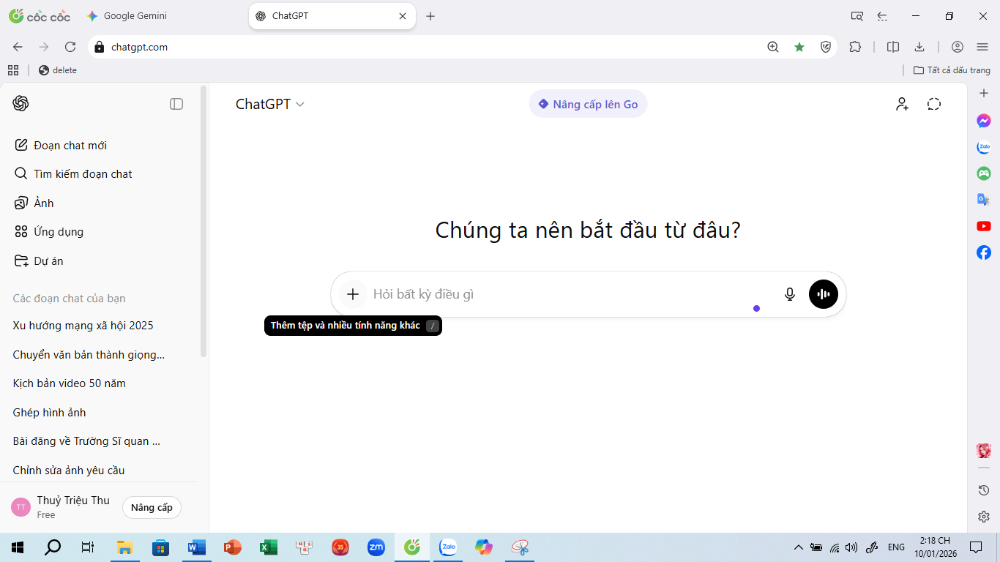 cốc cốc
Google Gemini
ChatGPT
chatgpt.com
delete
Tất cả dấu trang
ChatGPT
Nâng cấp lên Go
Đoạn chat mới
Tìm kiếm đoạn chat
Ảnh
Ứng dụng
Dự án
Các đoạn chat của bạn
Xu hướng mạng xã hội 2025
Chuyển văn bản thành giọng...
Kịch bản video 50 năm
Ghép hình ảnh
Bài đăng về Trường Sĩ quan ...
Chỉnh sửa ảnh yêu cầu
TT
Thuỷ Triệu Thu
Free
Nâng cấp
Chúng ta nên bắt đầu từ đâu?
Hỏi bất kỳ điều gì
Thêm tệp và nhiều tính năng khác /
Zalo
G
W
P
X
35
zm
Zalo
ENG
2:18 CH
10/01/2026